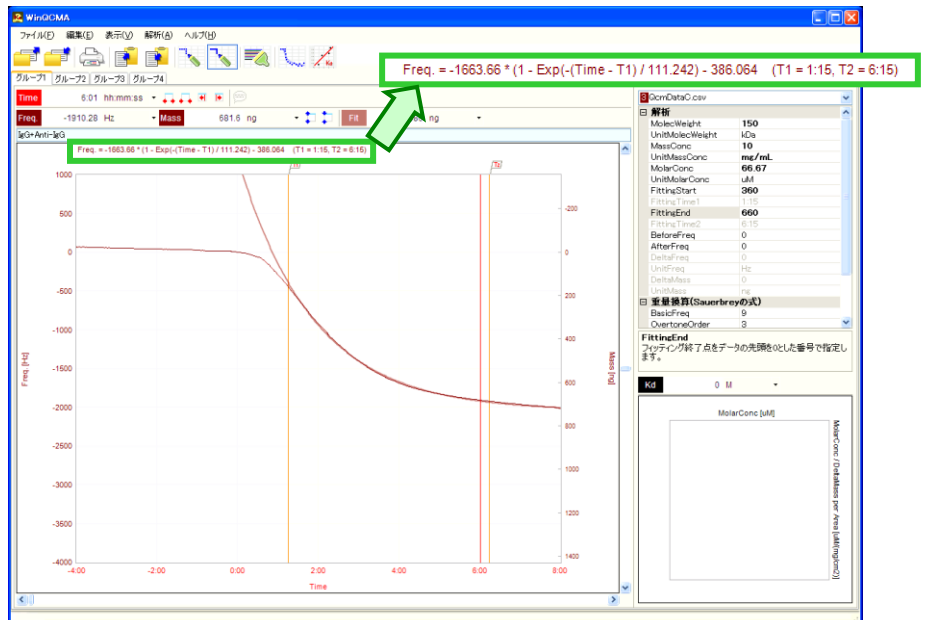 WinQCMA
ファイル(F) 編集(E) 表示(V) 解析(A) ヘルプ(H)
グループ1 グループ2 グループ3 グループ4
Freq. = -1663.66 * (1 - Exp(-(Time - T1) / 111.242) - 386.064 (T1 = 1:15, T2 = 6:15)
Time 6:01 hh:mm:ss
Freq. -1910.28 Hz Mass 681.6 ng Fit ng
IgG+Anti-IgG
Freq. = -1663.66 * (1 - Exp(-(Time - T1) / 111.242) - 386.064 (T1 = 1:15, T2 = 6:15)
T1 T2
1000
500
0
-500
-1000
-1500
-2000
-2500
-3000
-3500
-4000
Freq. [Hz]
-200
0
200
400
600
800
1000
1200
1400
Mass [ng]
-4:00 -2:00 0:00 2:00 4:00 6:00 8:00
Time
3 QcmDataC.csv
解析
MolecWeight 150
UnitMolecWeight kDa
MassConc 10
UnitMassConc mg/mL
MolarConc 66.67
UnitMolarConc uM
FittingStart 360
FittingTime1 1:15
FittingEnd 660
FittingTime2 6:15
BeforeFreq 0
AfterFreq 0
DeltaFreq 0
UnitFreq Hz
DeltaMass 0
UnitMass ng
重量換算(Sauerbreyの式)
BasicFreq 9
OvertoneOrder 3
FittingEnd
フィッティング終了点をデータの先頭を0とした番号で指定し
ます。
Kd 0 M
MolarConc [uM]
MolarConc / DeltaMass per Area [uM/(mg/cm2)]